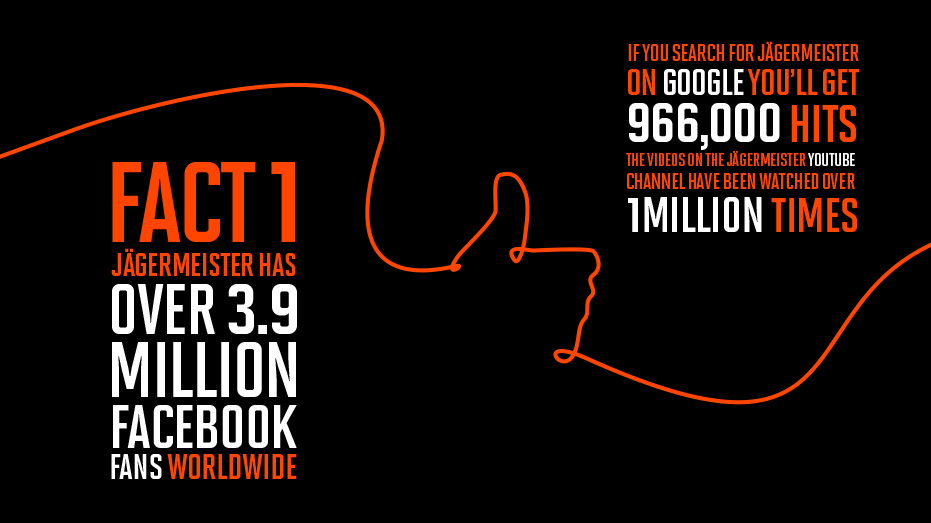 FACT 1
JÄGERMEISTER HAS
OVER 3.9
MILLION
FACEBOOK
FANS WORLDWIDE
IF YOU SEARCH FOR JÄGERMEISTER
ON GOOGLE YOU'LL GET
966,000 HITS
THE VIDEOS ON THE JÄGERMEISTER YOUTUBE
CHANNEL HAVE BEEN WATCHED OVER
1MILLION TIMES